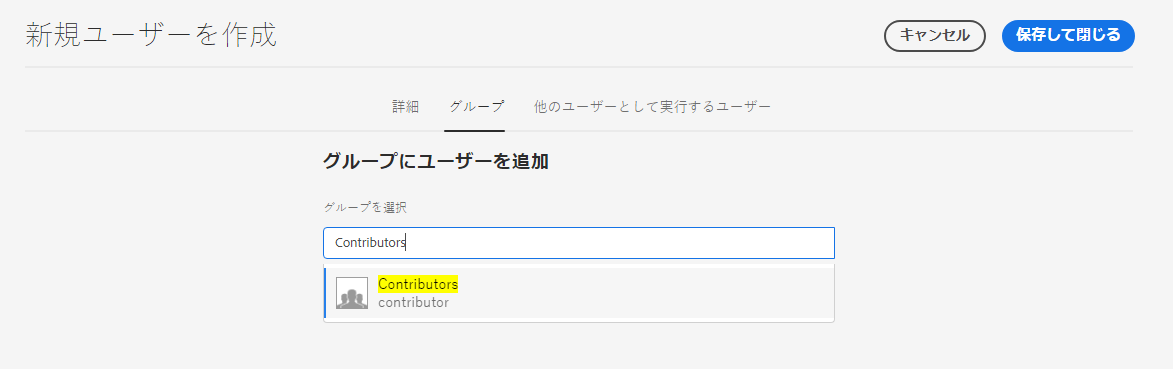 新規ユーザーを作成
キャンセル
保存して閉じる
詳細
グループ
他のユーザーとして実行するユーザー
グループにユーザーを追加
グループを選択
Contributors
Contributors
contributor